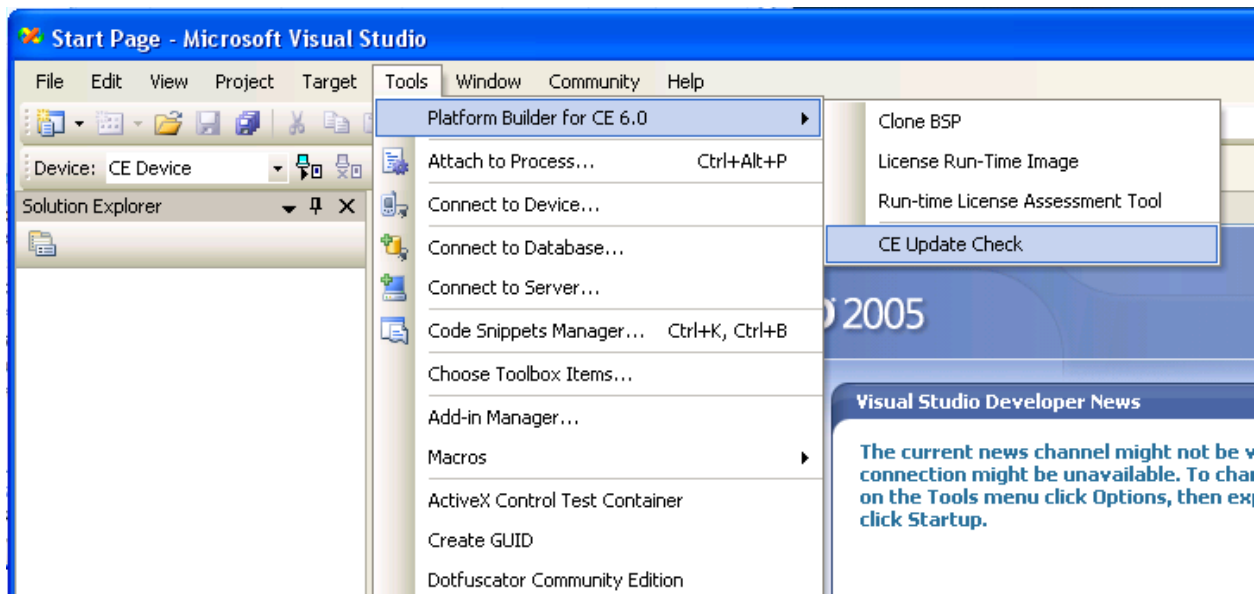 Start Page - Microsoft Visual Studio
File Edit View Project Target Tools Window Community Help
Device: CE Device
Solution Explorer
Platform Builder for CE 6.0
Attach to Process... Ctrl+Alt+P
Connect to Device...
Connect to Database...
Connect to Server...
Code Snippets Manager... Ctrl+K, Ctrl+B
Choose Toolbox Items...
Add-in Manager...
Macros
ActiveX Control Test Container
Create GUID
Dotfuscator Community Edition
Clone BSP
License Run-Time Image
Run-time License Assessment Tool
CE Update Check
2005
Visual Studio Developer News
The current news channel might not be
connection might be unavailable. To
on the Tools menu click Options, then
click Startup.